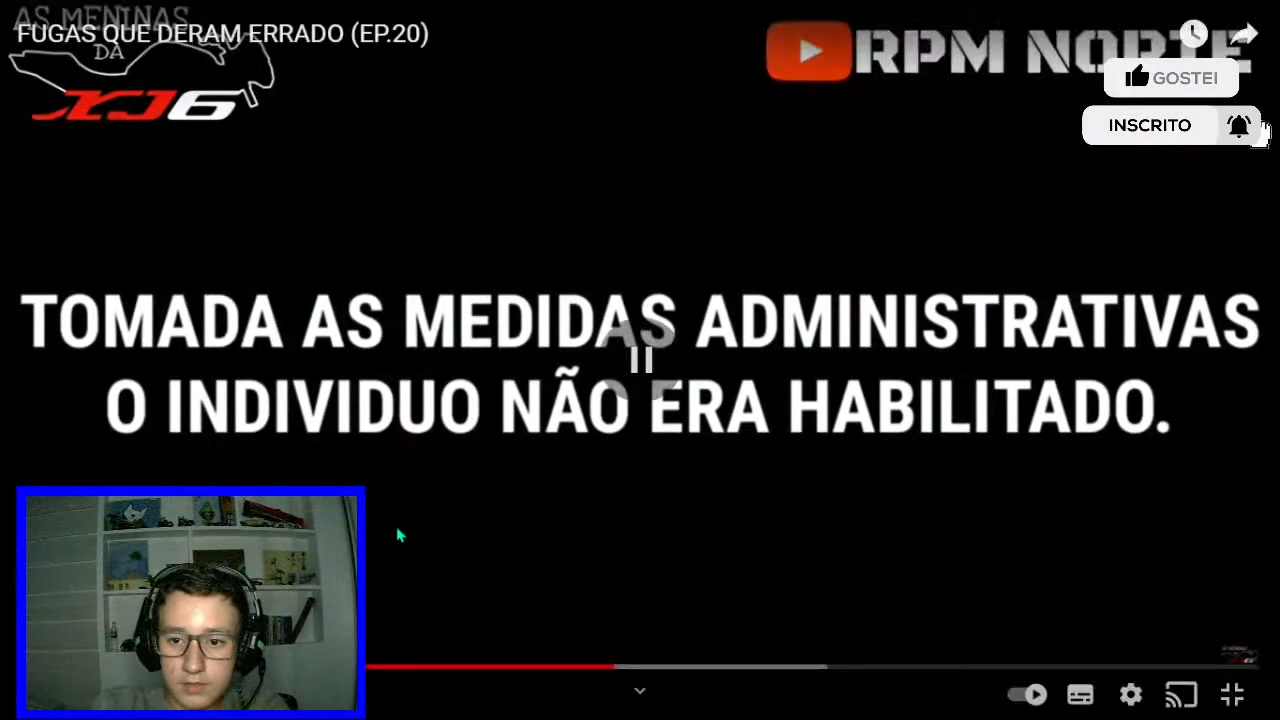 AS MENINAS
FUGAS QUE DERAM ERRADO (EP.20)
DA
XJ6
RPM NORTE
GOSTEI
INSCRITO
TOMADA AS MEDIDAS ADMINISTRATIVAS
O INDIVIDUO NÃO ERA HABILITADO.